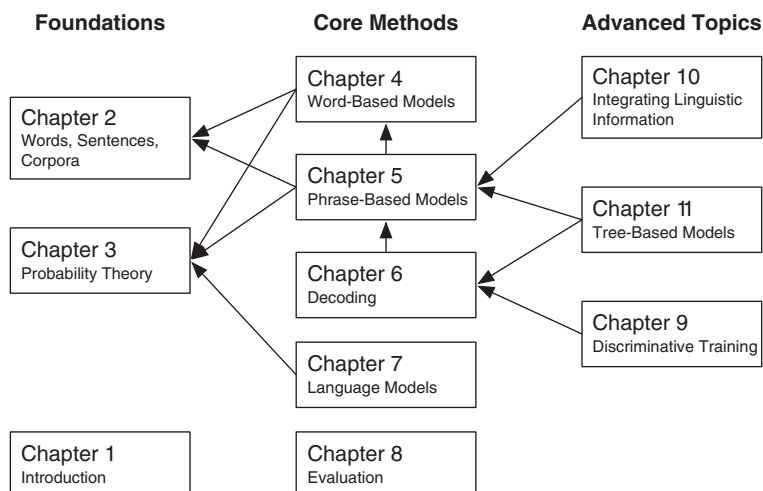 Foundations
Core Methods
Advanced Topics
Chapter 2
Words, Sentences,
Corpora
Chapter 3
Probability Theory
Chapter 1
Introduction
Chapter 4
Word-Based Models
Chapter 5
Phrase-Based Models
Chapter 6
Decoding
Chapter 7
Language Models
Chapter 8
Evaluation
Chapter 10
Integrating Linguistic
Information
Chapter 11
Tree-Based Models
Chapter 9
Discriminative Training